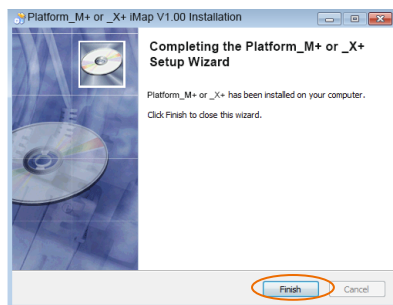 Platform_M+ or _X+ iMap V1.00 Installation
Completing the Platform_M+ or _X+
Setup Wizard
Platform_M+ or _X+ has been installed on your computer.
Click Finish to close this wizard.
Finish
Cancel